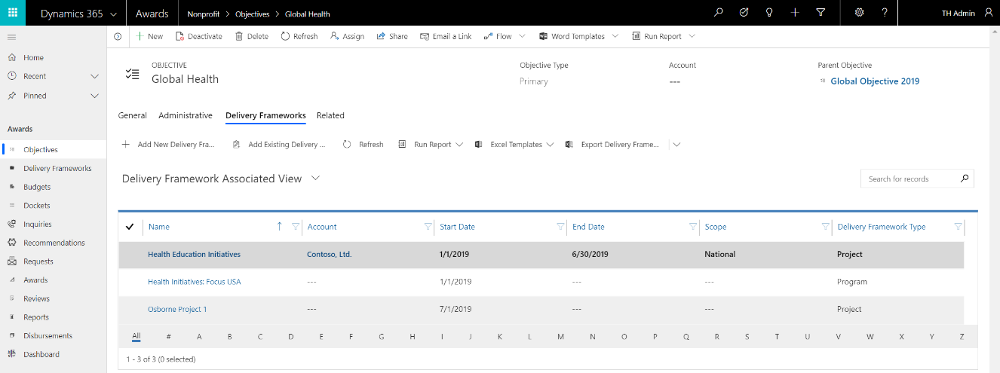 Dynamics 365 Awards Nonprofit > Objectives > Global Health TH Admin
New Deactivate Delete Refresh Assign Share Email a Link Flow Word Templates Run Report
Home
Recent
Pinned
Awards
Objectives
Delivery Frameworks
Budgets
Dockets
Inquiries
Recommendations
Requests
Awards
Reviews
Reports
Disbursements
Dashboard
OBJECTIVE
Global Health
Objective Type
Primary
Account
---
Parent Objective
Global Objective 2019
General Administrative Delivery Frameworks Related
Add New Delivery Fra... Add Existing Delivery ... Refresh Run Report Excel Templates Export Delivery Frame...
Delivery Framework Associated View
Search for records
Name Account Start Date End Date Scope Delivery Framework Type
Health Education Initiatives Contoso, Ltd. 1/1/2019 6/30/2019 National Project
Health Initiatives: Focus USA --- 1/1/2019 --- --- Program
Osborne Project 1 --- 7/1/2019 --- --- Project
All # A B C D E F G H I J K L M N O P Q R S T U V W X Y Z
1 - 3 of 3 (0 selected)